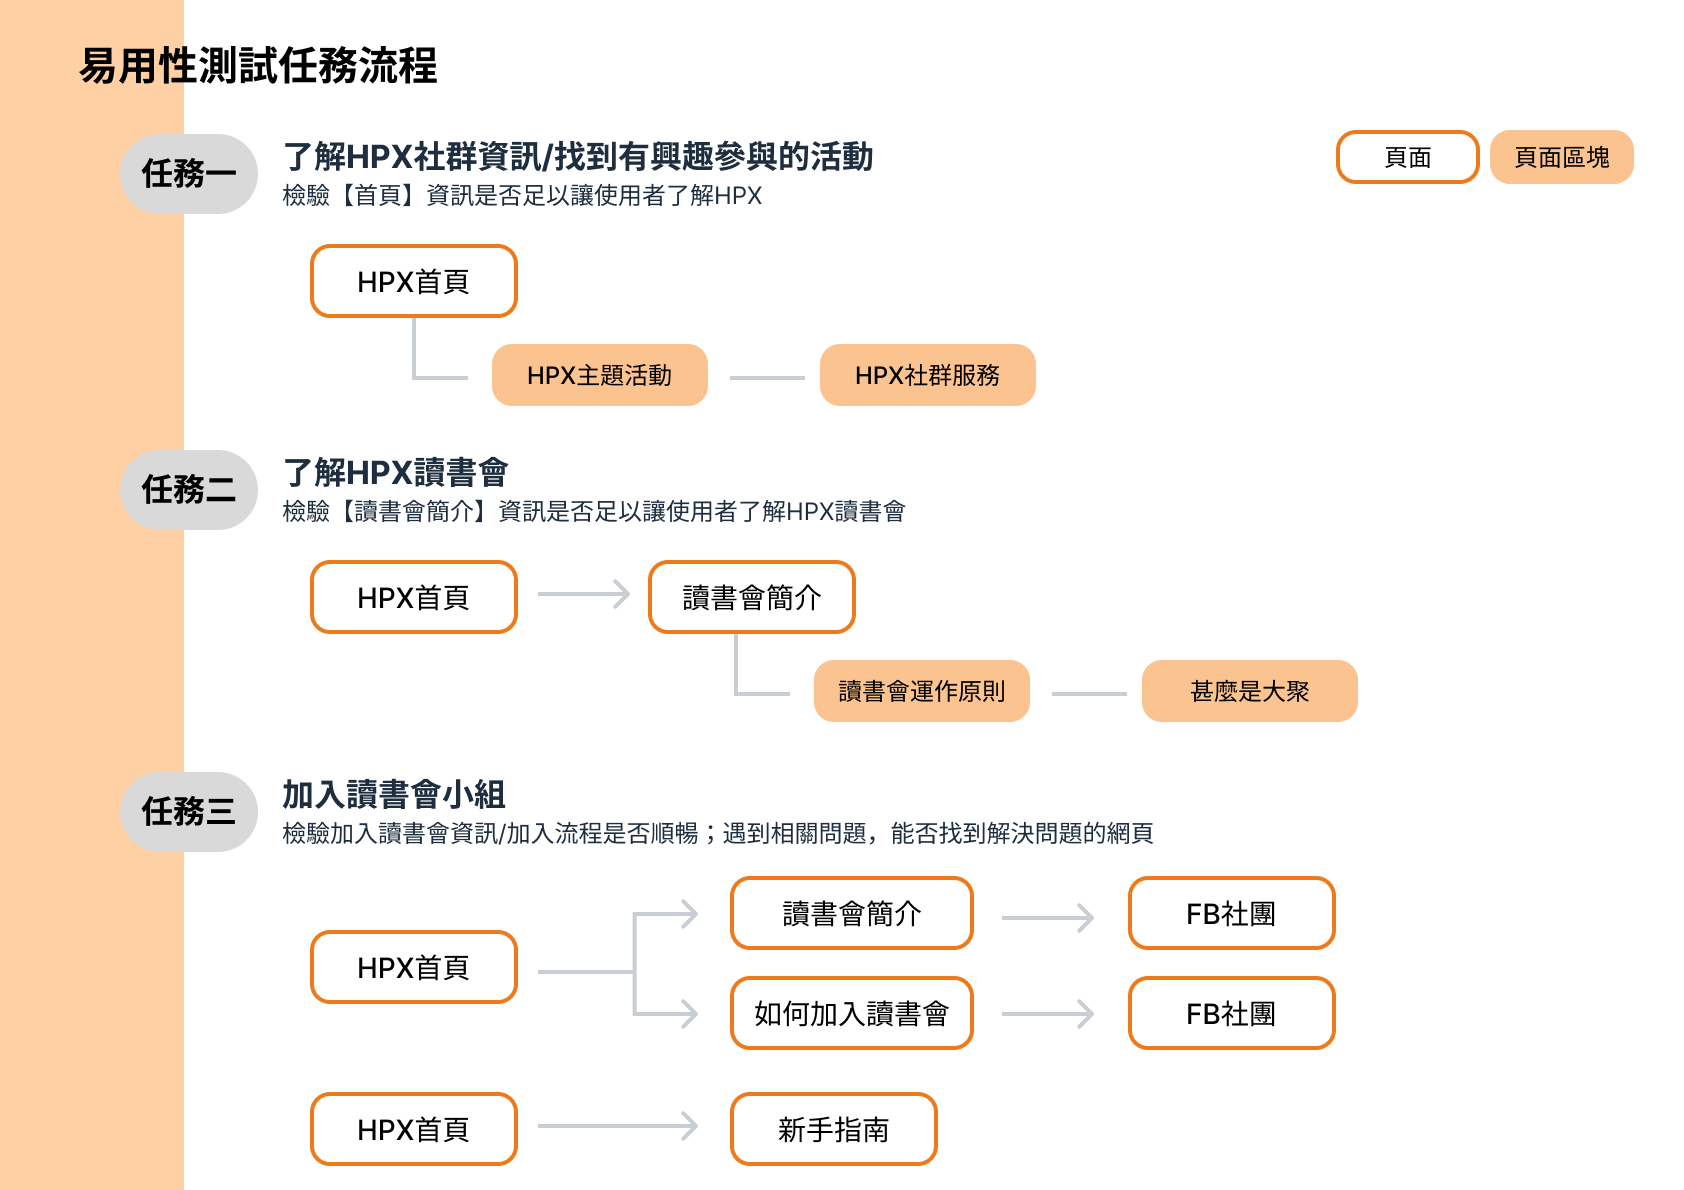 易用性測試任務流程
任務一
了解HPX社群資訊/找到有興趣參與的活動
檢驗【首頁】資訊是否足以讓使用者了解HPX
頁面
頁面區塊
HPX首頁
HPX主題活動
HPX社群服務
任務二
了解HPX讀書會
檢驗【讀書會簡介】資訊是否足以讓使用者了解HPX讀書會
HPX首頁
讀書會簡介
讀書會運作原則
甚麼是大聚
任務三
加入讀書會小組
檢驗加入讀書會資訊/加入流程是否順暢；遇到相關問題，能否找到解決問題的網頁
HPX首頁
讀書會簡介
FB社團
如何加入讀書會
FB社團
HPX首頁
新手指南